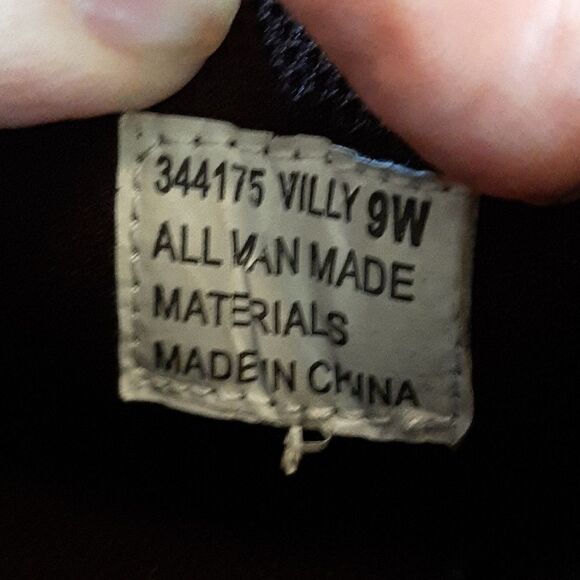 344175 VILLY 9W
ALL MAN MADE
MATERIALS
MADE IN CHINA